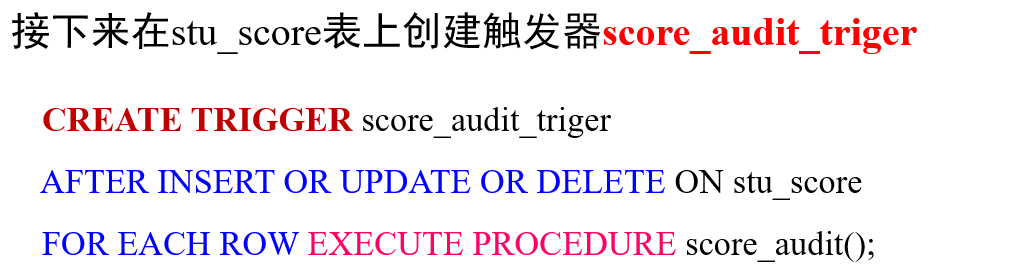 接下来在stu_score表上创建触发器score_audit_triger
CREATE TRIGGER score_audit_triger
AFTER INSERT OR UPDATE OR DELETE ON stu_score
FOR EACH ROW EXECUTE PROCEDURE score_audit();